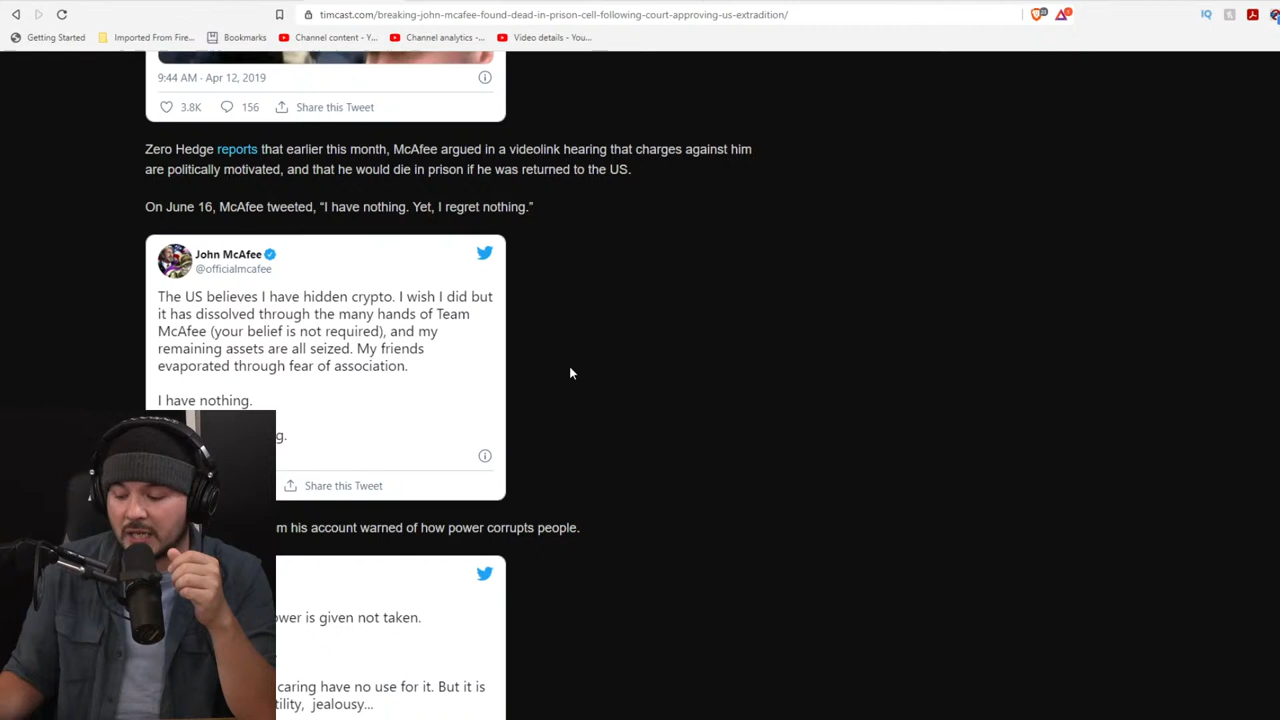 timcast.com/breaking-john-mcafee-found-dead-in-prison-cell-following-court-approving-us-extradition/
Getting Started Imported From Fire... Bookmarks Channel content - Y... Channel analytics -... Video details - You...
9:44 AM · Apr 12, 2019
3.8K 156 Share this Tweet
Zero Hedge reports that earlier this month, McAfee argued in a videolink hearing that charges against him
are politically motivated, and that he would die in prison if he was returned to the US.
On June 16, McAfee tweeted, “I have nothing. Yet, I regret nothing.”
John McAfee
@officialmcafee
The US believes I have hidden crypto. I wish I did but
it has dissolved through the many hands of Team
McAfee (your belief is not required), and my
remaining assets are all seized. My friends
evaporated through fear of association.
I have nothing.
g.
Share this Tweet
m his account warned of how power corrupts people.
ower is given not taken.
caring have no use for it. But it is
tility, jealousy...